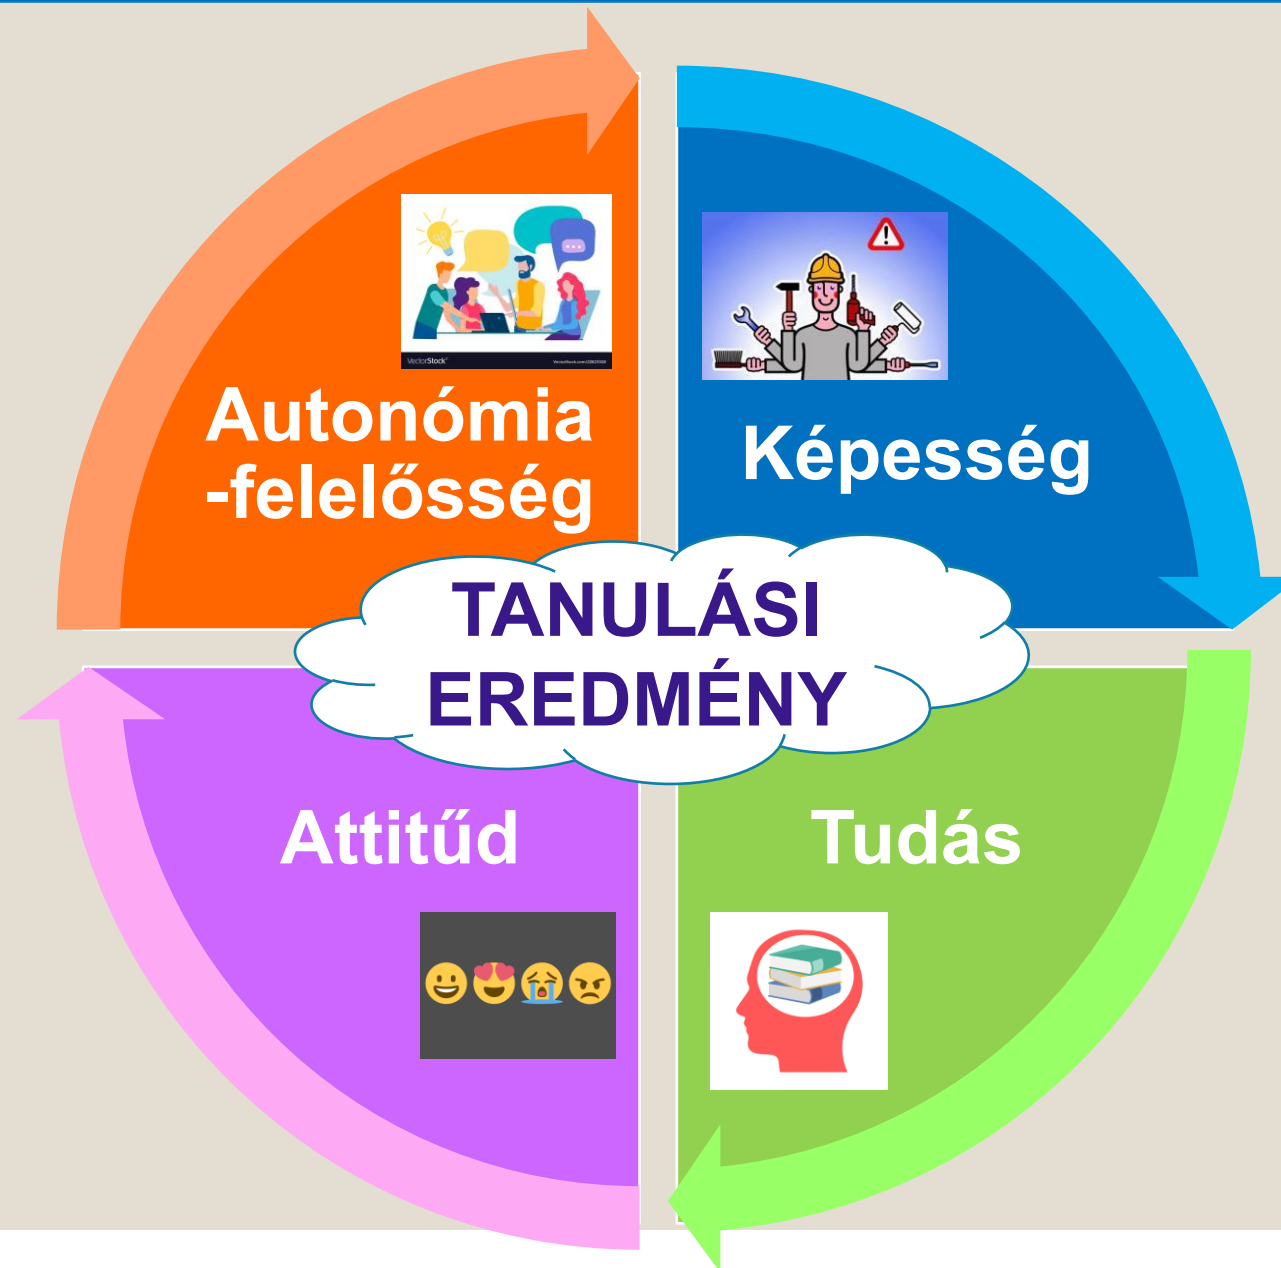 VectorStock®
Autonómia
-felelősség
Képesség
TANULÁSI
EREDMÉNY
Attitűd
Tudás